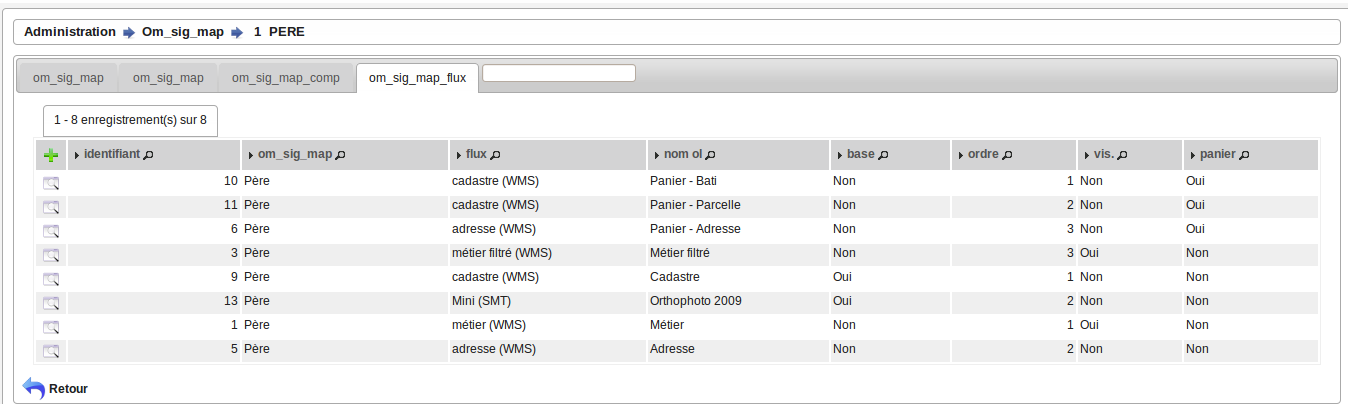 Administration Om_sig_map 1 PERE
om_sig_map om_sig_map om_sig_map_comp om_sig_map_flux
1 - 8 enregistrement(s) sur 8
identifiant om_sig_map flux nom ol base ordre vis. panier
10 Père cadastre (WMS) Panier - Bati Non 1 Non Oui
11 Père cadastre (WMS) Panier - Parcelle Non 2 Non Oui
6 Père adresse (WMS) Panier - Adresse Non 3 Non Oui
3 Père métier filtré (WMS) Métier filtré Non 3 Oui Non
9 Père cadastre (WMS) Cadastre Oui 1 Non Non
13 Père Mini (SMT) Orthophoto 2009 Oui 2 Non Non
1 Père métier (WMS) Métier Non 1 Oui Non
5 Père adresse (WMS) Adresse Non 2 Non Non
Retour